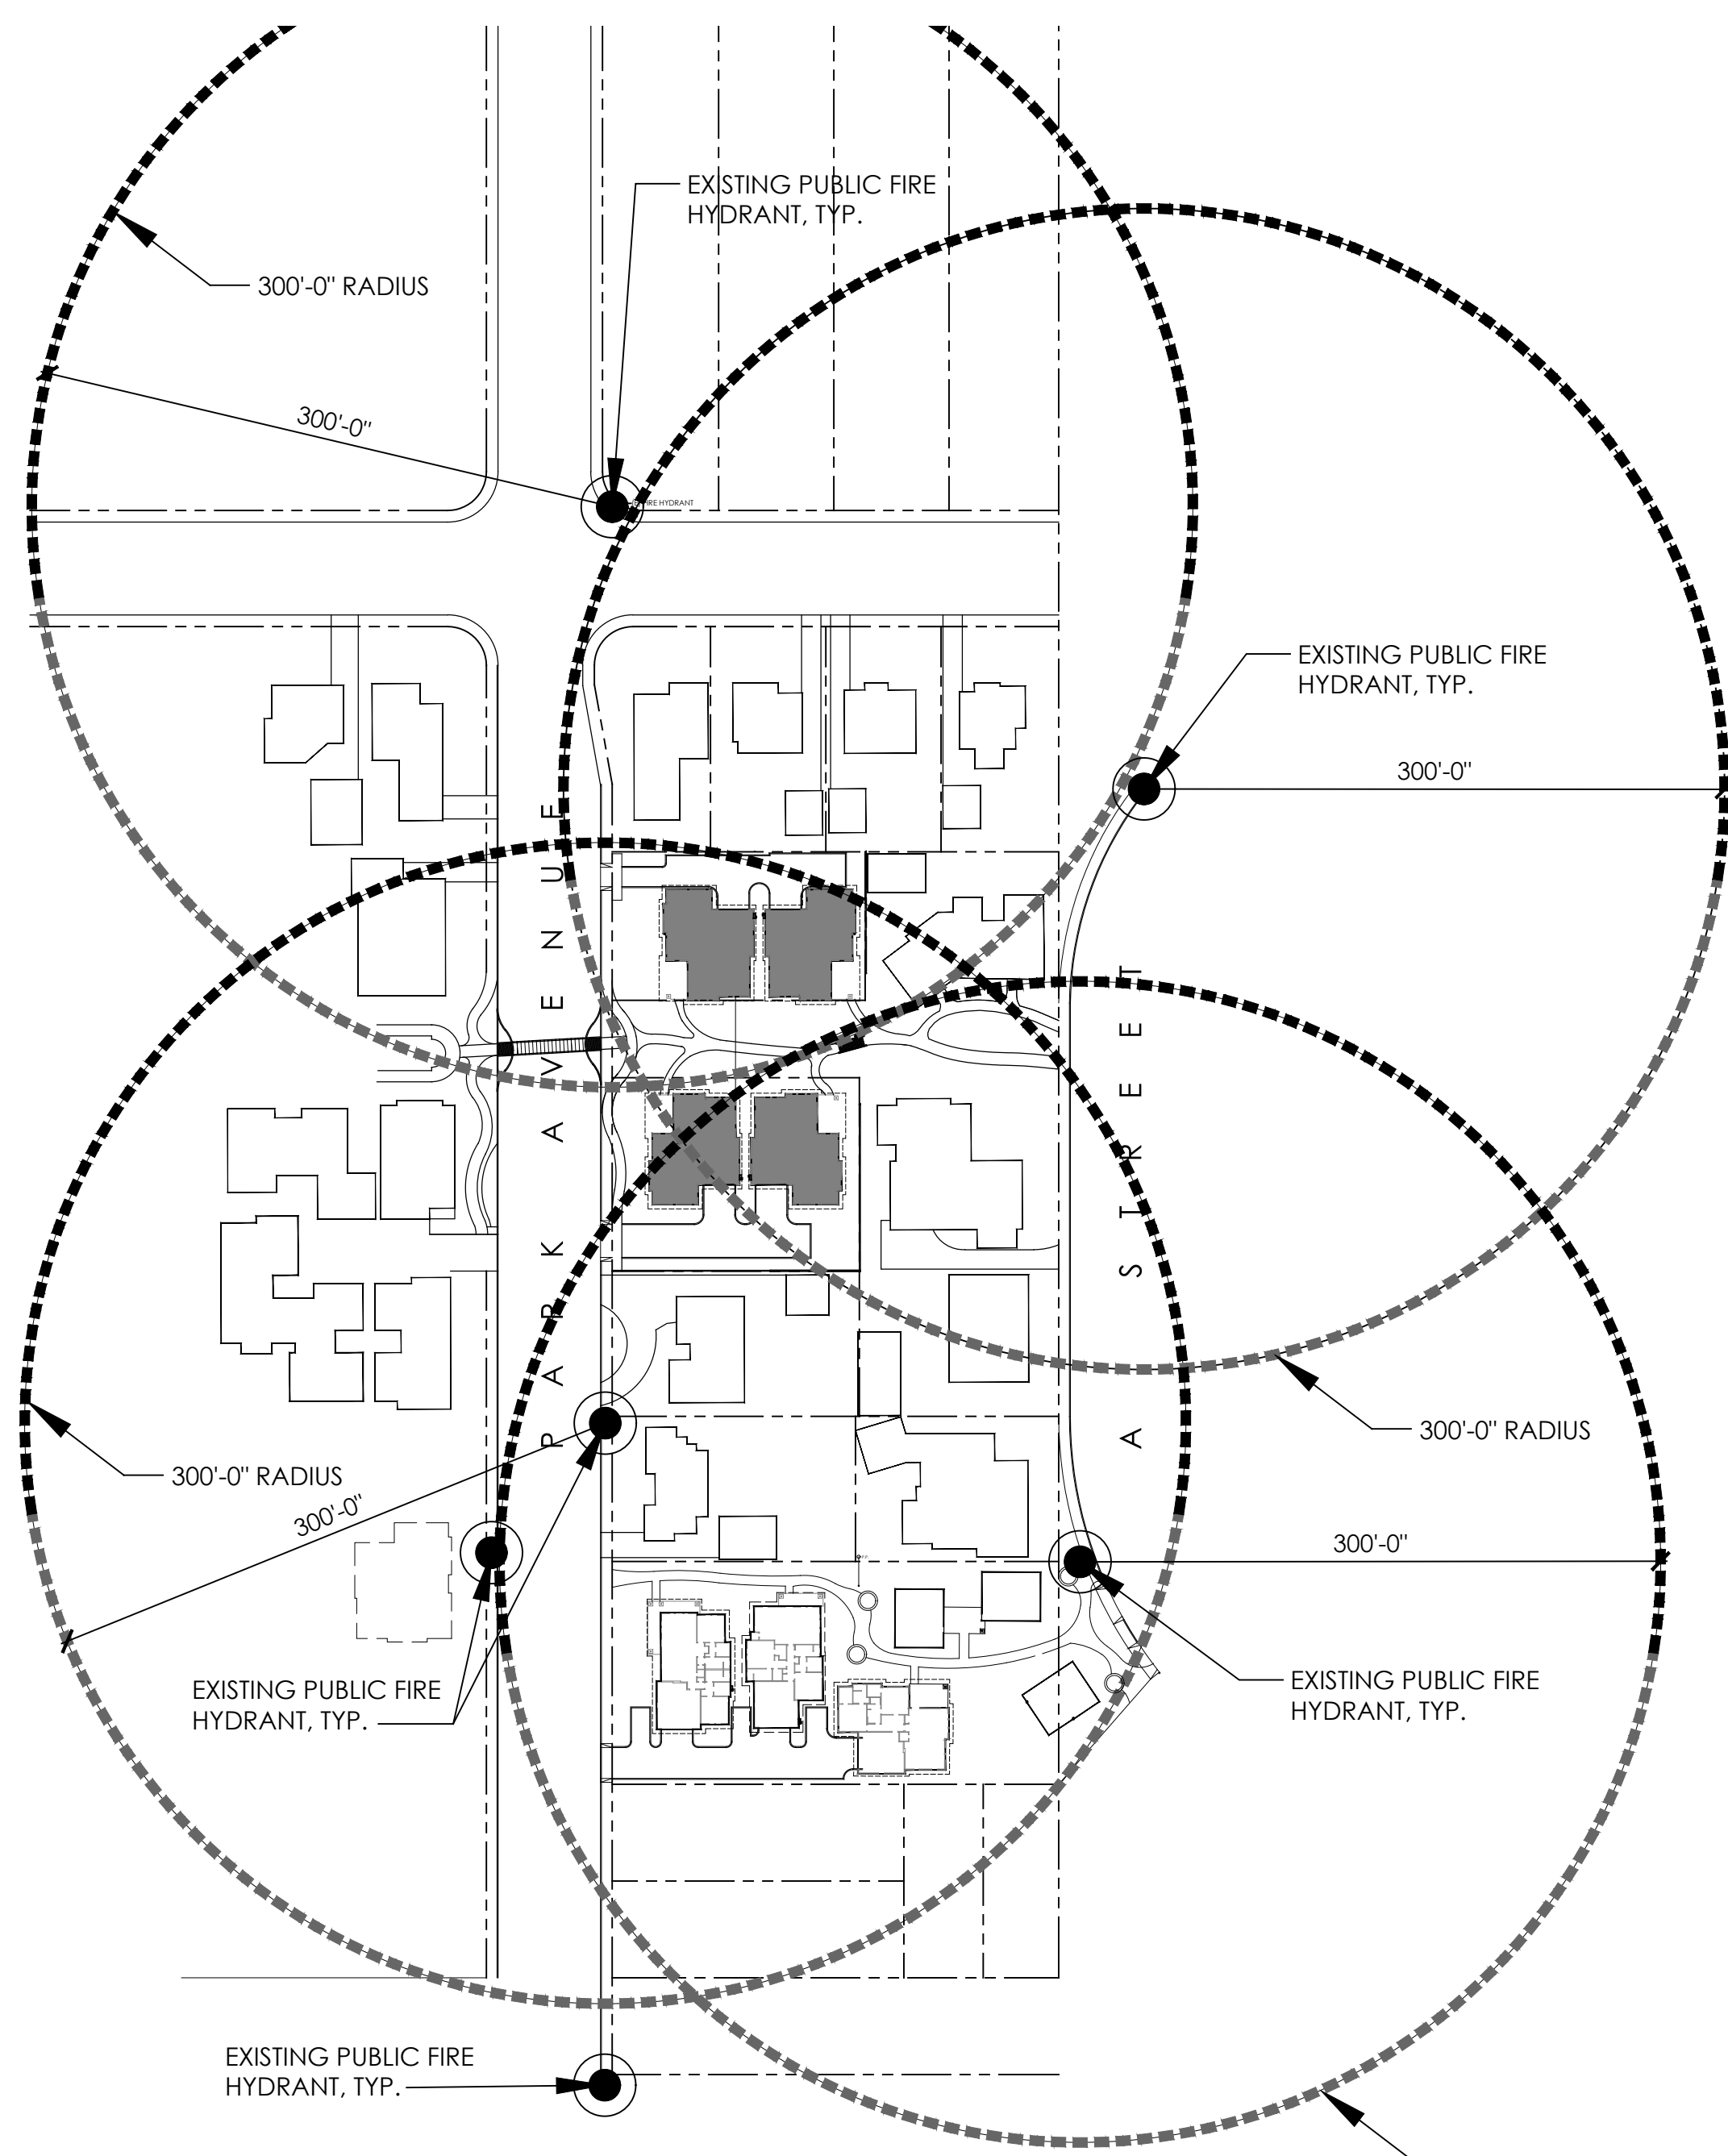 EXISTING PUBLIC FIRE
HYDRANT, TYP.
300'-0" RADIUS
300'-0"
FIRE HYDRANT
EXISTING PUBLIC FIRE
HYDRANT, TYP.
300'-0"
PARK AVENUE
A STREET
300'-0" RADIUS
300'-0" RADIUS
300'-0"
300'-0"
EXISTING PUBLIC FIRE
HYDRANT, TYP.
EXISTING PUBLIC FIRE
HYDRANT, TYP.
EXISTING PUBLIC FIRE
HYDRANT, TYP.